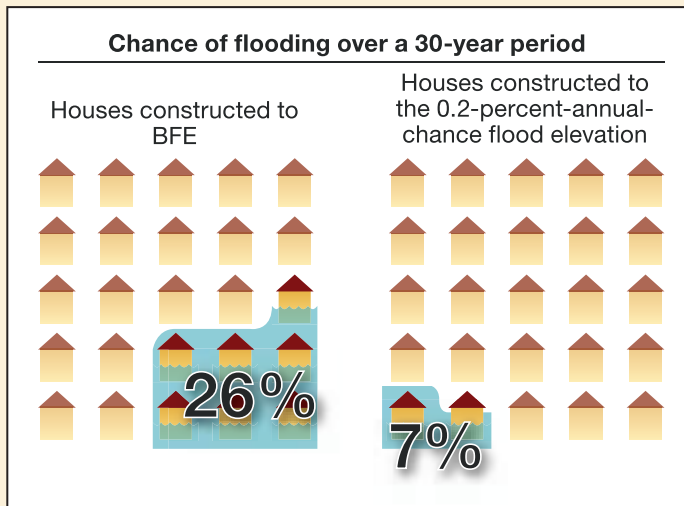 Chance of flooding over a 30-year period
Houses constructed to
BFE
Houses constructed to
the 0.2-percent-annual-
chance flood elevation
26%
7%